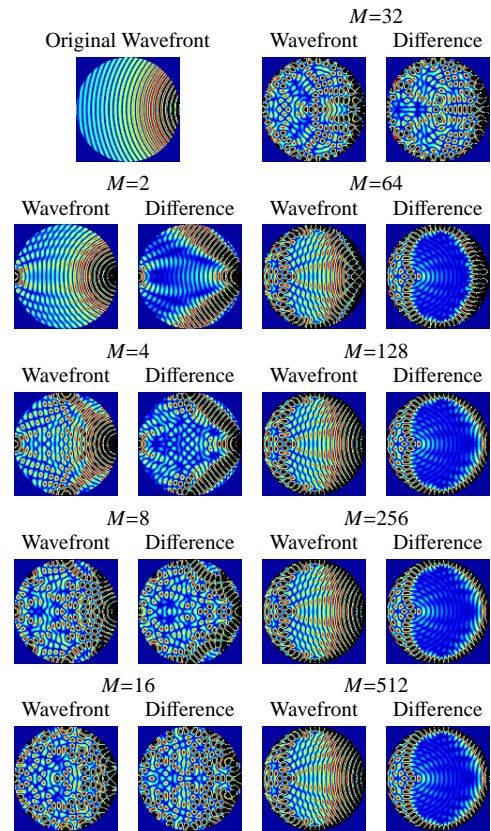 Original Wavefront
M=32
Wavefront Difference
M=2
Wavefront Difference
M=64
Wavefront Difference
M=4
Wavefront Difference
M=128
Wavefront Difference
M=8
Wavefront Difference
M=256
Wavefront Difference
M=16
Wavefront Difference
M=512
Wavefront Difference